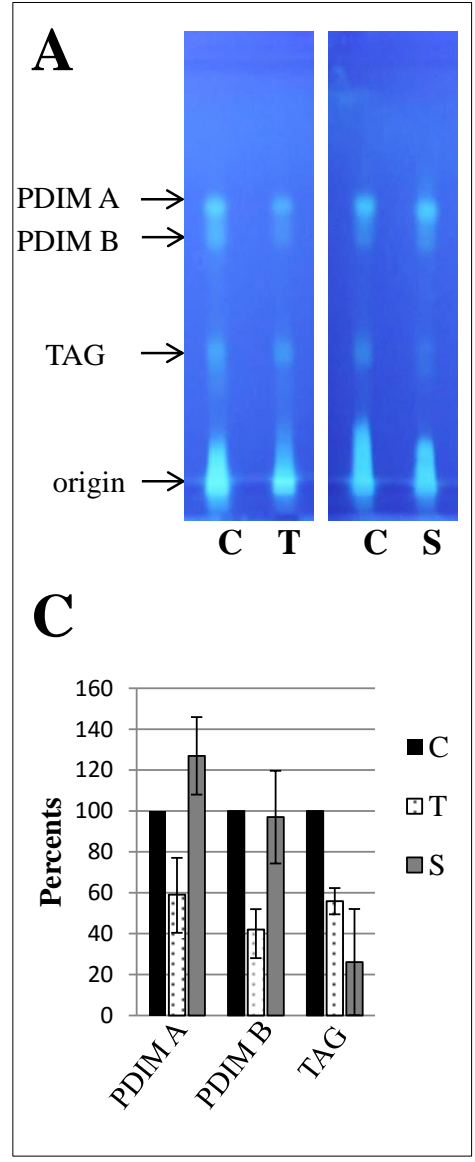 A
PDIM A
PDIM B
TAG
origin
C T C S
C
160
140
120
100
80
60
40
20
0
Percents
PDIM A
PDIM B
TAG
C
T
S